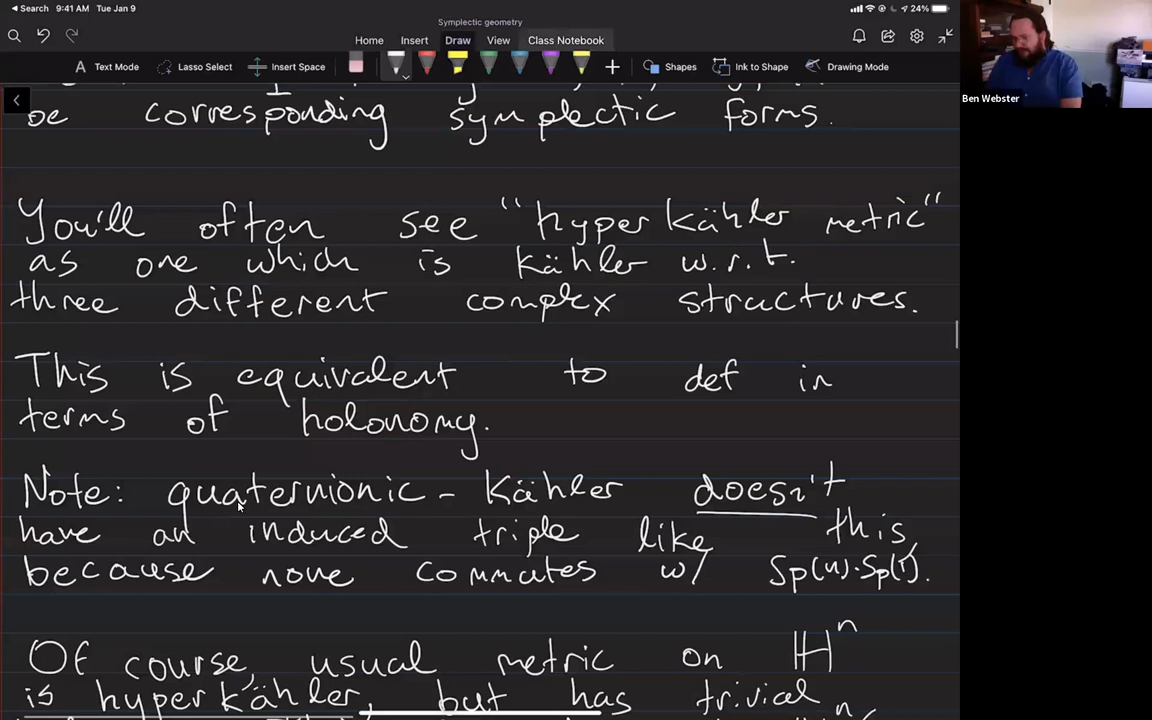 Search 9:41 AM Tue Jan 9
24%
Symplectic geometry
Home Insert Draw View Class Notebook
Text Mode Lasso Select Insert Space Shapes Ink to Shape Drawing Mode
Ben Webster
be corresponding symplectic forms.
You'll often see "hyperkähler metric"
as one which is Kähler w.r.t.
three different complex structures.
This is equivalent to def in
terms of holonomy.
Note: quaternionic-Kähler doesn't
have an induced triple like this,
because none commutes w/ Sp(n)·Sp(1).
Of course, usual metric on ℍⁿ
is hyperkähler, but has trivial